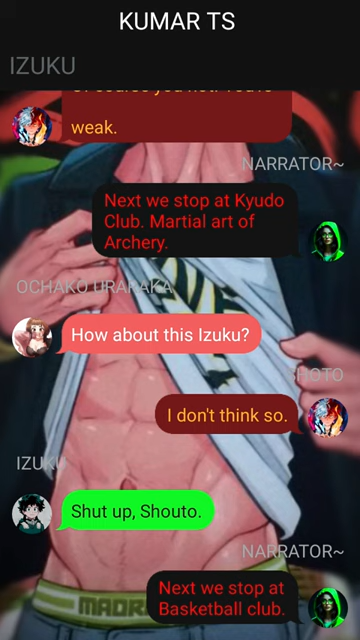 KUMAR TS
IZUKU
weak.
NARRATOR~
Next we stop at Kyudo
Club. Martial art of
Archery.
OCHAKO URARAKA
How about this Izuku?
SHOTO
I don't think so.
IZUKU
Shut up, Shouto.
NARRATOR~
Next we stop at
Basketball club.